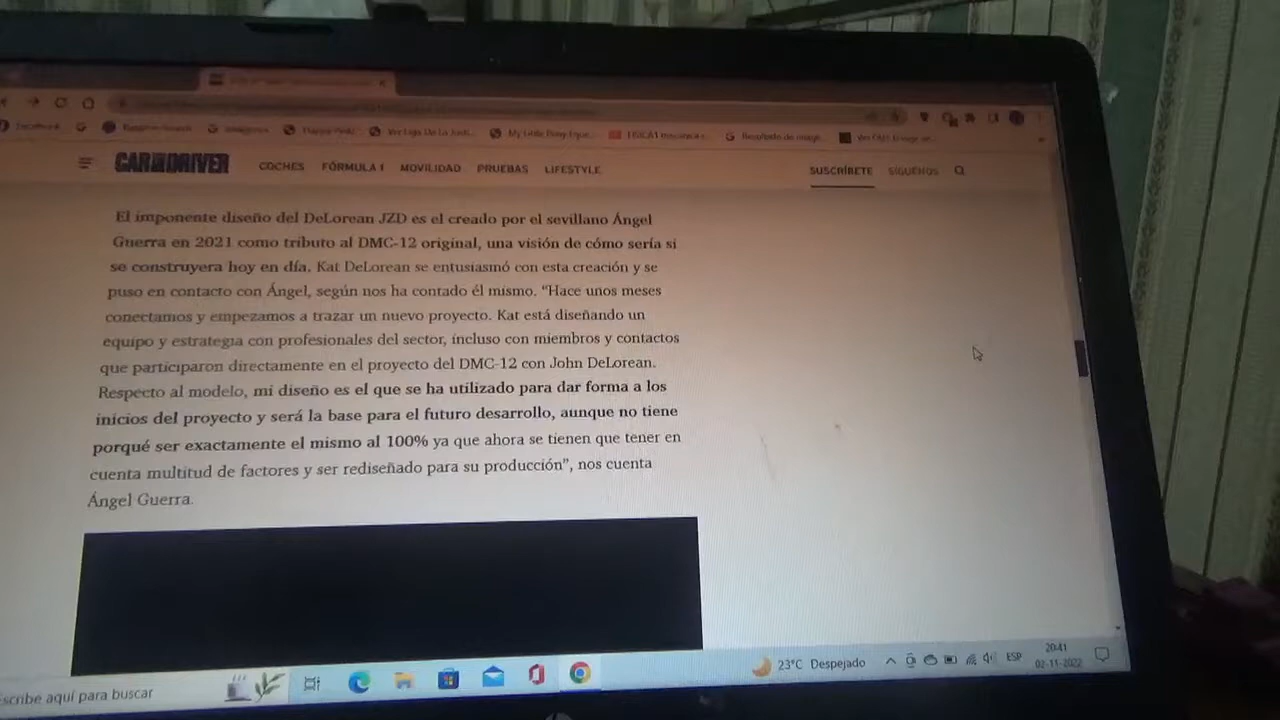 CAR AND DRIVER
COCHES FÓRMULA 1 MOVILIDAD PRUEBAS LIFESTYLE
SUSCRÍBETE SÍGUENOS
El imponente diseño del DeLorean JZD es el creado por el sevillano Ángel
Guerra en 2021 como tributo al DMC-12 original, una visión de cómo sería si
se construyera hoy en día. Kat DeLorean se entusiasmó con esta creación y se
puso en contacto con Ángel, según nos ha contado él mismo. “Hace unos meses
conectamos y empezamos a trazar un nuevo proyecto. Kat está diseñando un
equipo y estrategia con profesionales del sector, incluso con miembros y contactos
que participaron directamente en el proyecto del DMC-12 con John DeLorean.
Respecto al modelo, mi diseño es el que se ha utilizado para dar forma a los
inicios del proyecto y será la base para el futuro desarrollo, aunque no tiene
porqué ser exactamente el mismo al 100% ya que ahora se tienen que tener en
cuenta multitud de factores y ser rediseñado para su producción”, nos cuenta
Ángel Guerra.
scribe aquí para buscar
23°C Despejado
ESP
20:41
02-11-2022